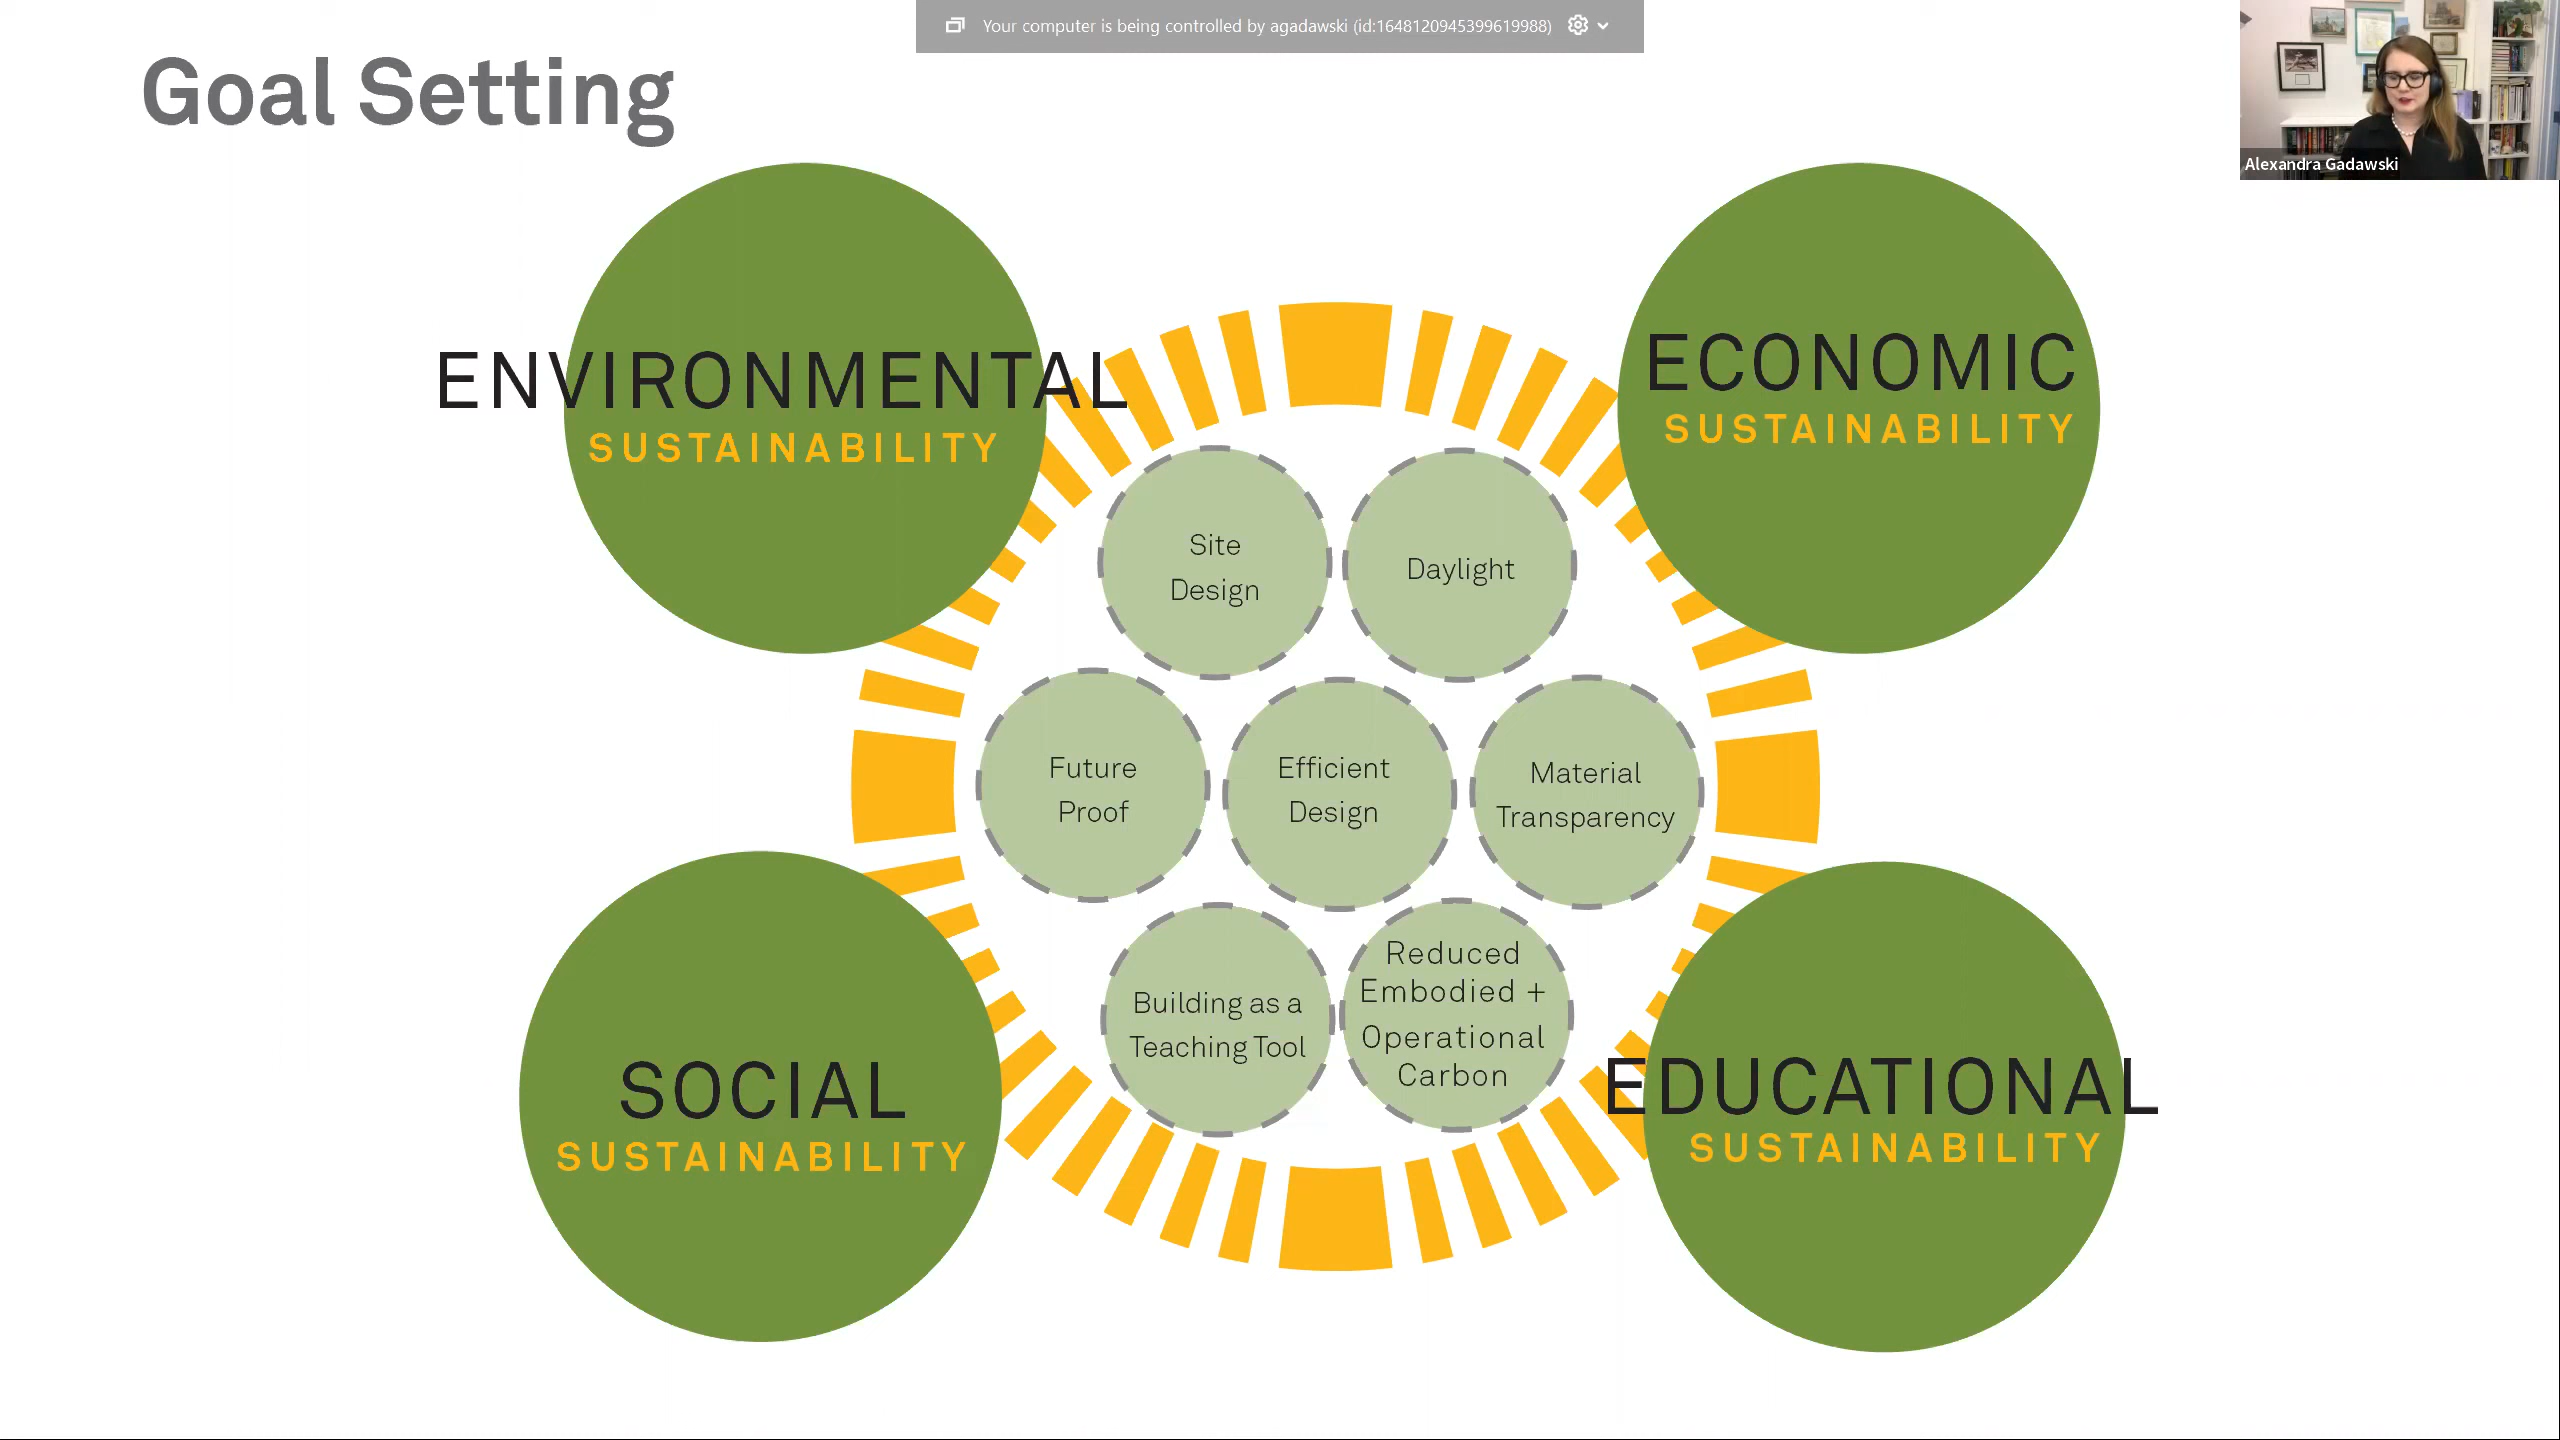 Your computer is being controlled by agadawski (id:1648120945399619988)
Goal Setting
Alexandra Gadawski
ENVIRONMENTAL
SUSTAINABILITY
ECONOMIC
SUSTAINABILITY
Site
Design
Daylight
Future
Proof
Efficient
Design
Material
Transparency
Building as a
Teaching Tool
Reduced
Embodied +
Operational
Carbon
SOCIAL
SUSTAINABILITY
EDUCATIONAL
SUSTAINABILITY